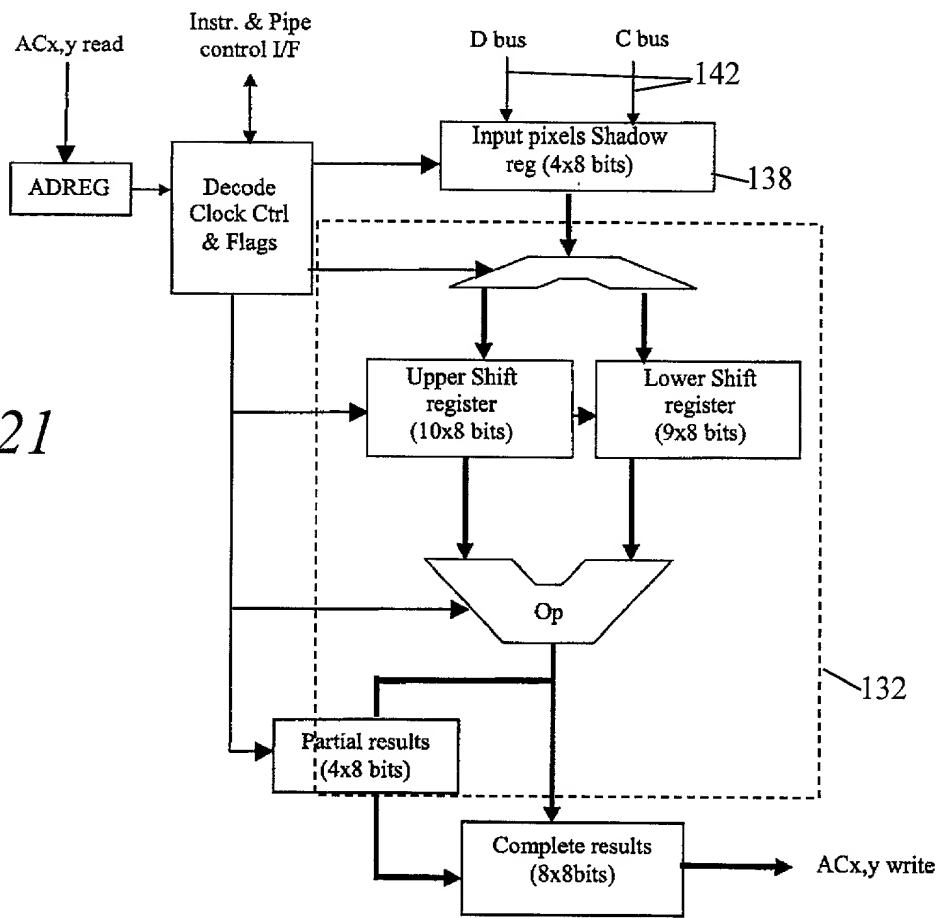 Instr. & Pipe
control I/F
ACx,y read
D bus
C bus
142
Input pixels Shadow
reg (4x8 bits)
138
ADREG
Decode
Clock Ctrl
& Flags
Upper Shift
register
(10x8 bits)
Lower Shift
register
(9x8 bits)
21
Op
132
Partial results
(4x8 bits)
Complete results
(8x8bits)
ACx,y write